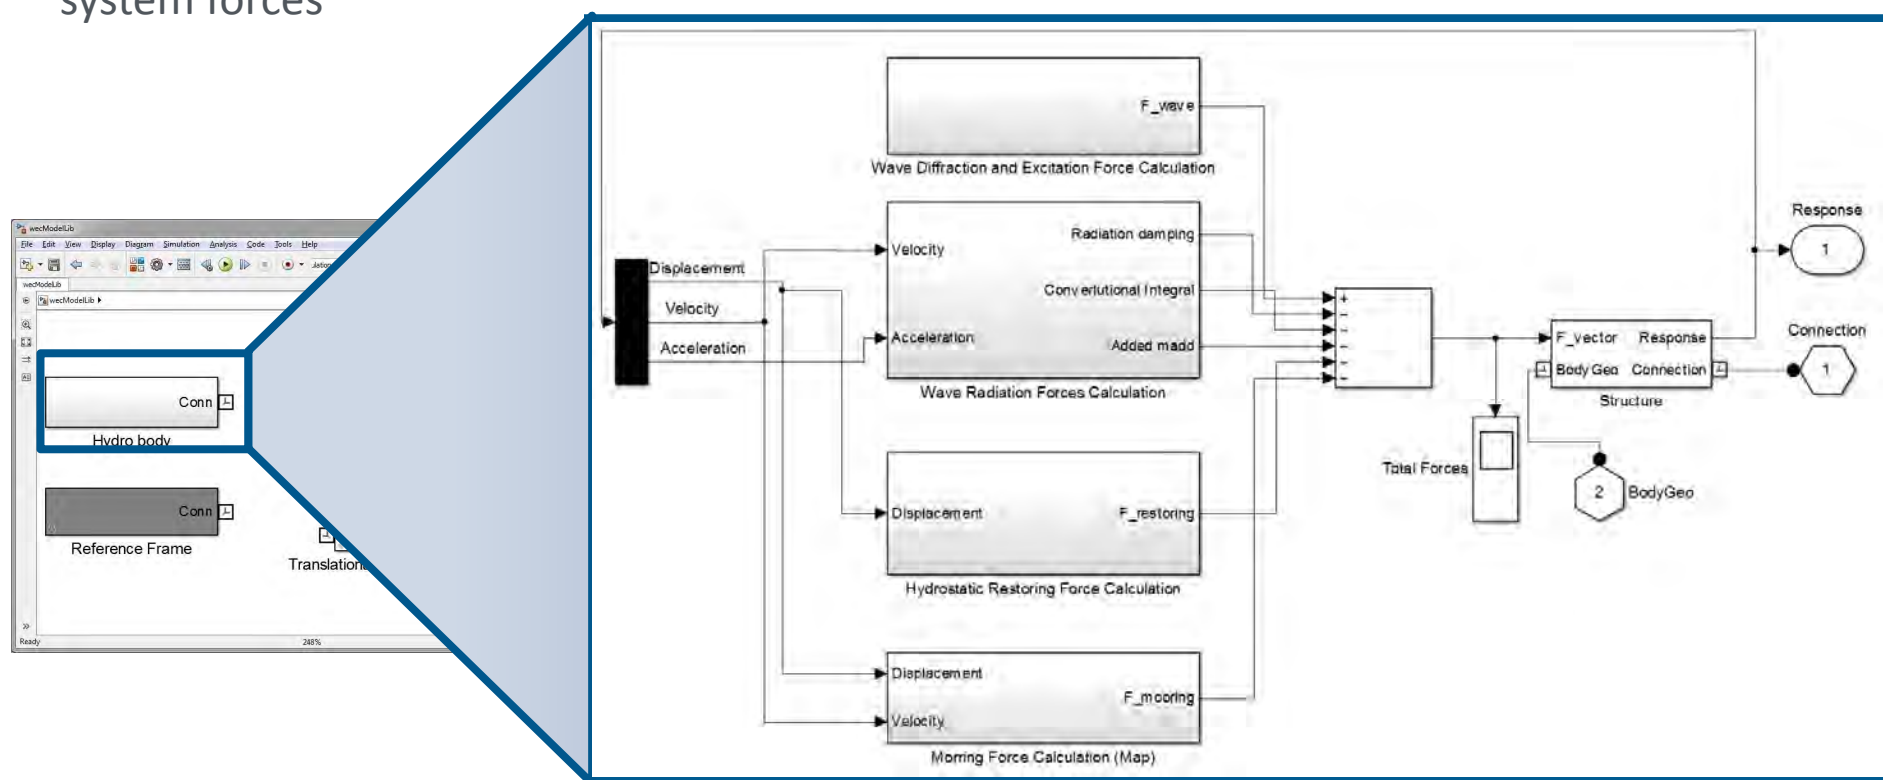 system forces
wecModelLib
File Edit View Display Diagram Simulation Analysis Code Tools Help
wecModelLib
wecModelLib
Conn
Hydro body
Conn
Reference Frame
Translation
Ready
248%
F_wave
Wave Diffraction and Excitation Force Calculation
Velocity
Radiation damping
Converlutional Integral
Acceleration
Added madd
Wave Radiation Forces Calculation
Displacement
Velocity
Acceleration
Displacement
F_restoring
Hydrostatic Restoring Force Calculation
Displacement
F_mooring
Velocity
Morring Force Calculation (Map)
+
−
−
−
−
−
Total Forces
F_vector Response
Body Geo Connection
Structure
Response
1
Connection
1
2
BodyGeo